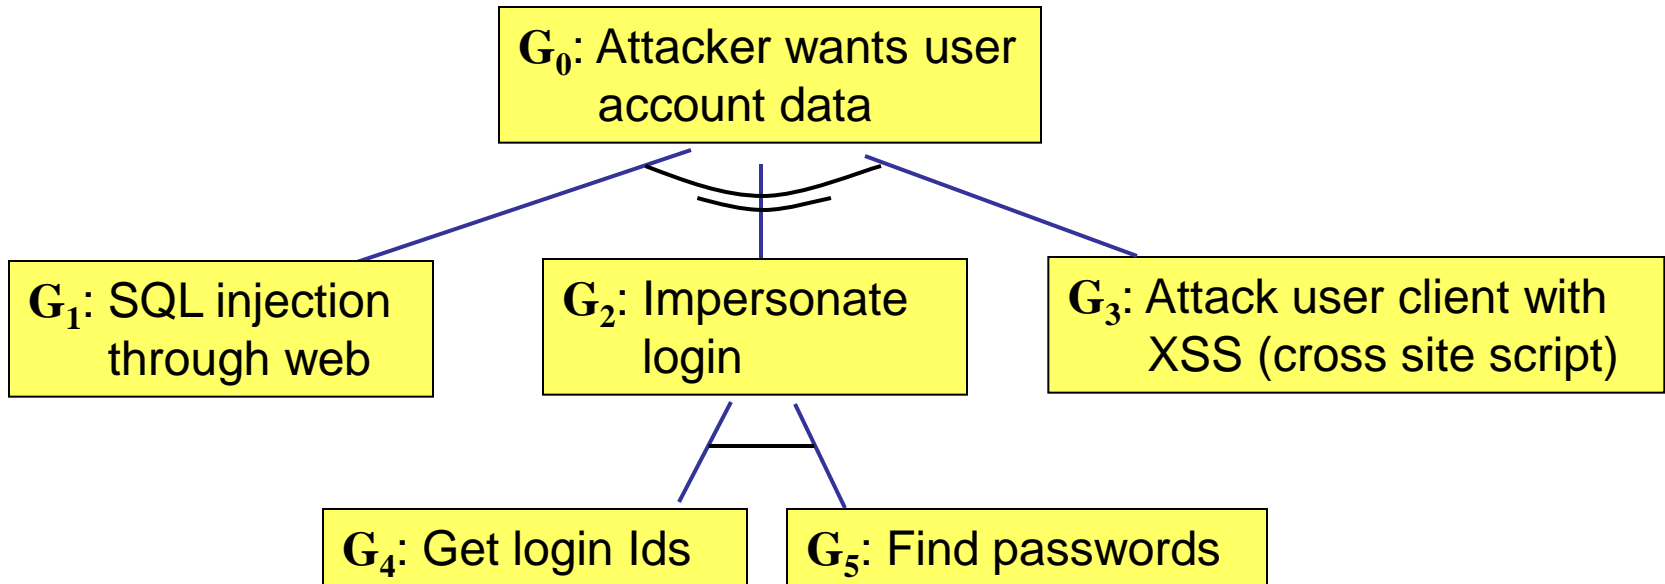 G₀: Attacker wants user
account data
G₁: SQL injection
through web
G₂: Impersonate
login
G₃: Attack user client with
XSS (cross site script)
G₄: Get login Ids
G₅: Find passwords